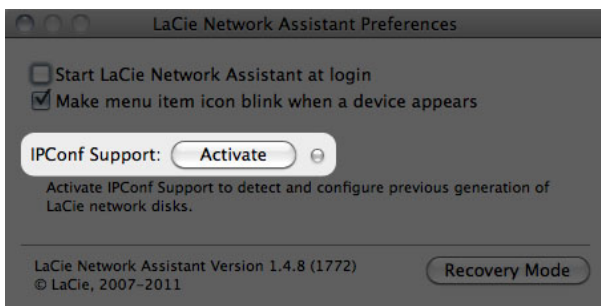 LaCie Network Assistant Preferences
Start LaCie Network Assistant at login
Make menu item icon blink when a device appears
IPConf Support: Activate
Activate IPConf Support to detect and configure previous generation of
LaCie network disks.
LaCie Network Assistant Version 1.4.8 (1772)
© LaCie, 2007-2011
Recovery Mode